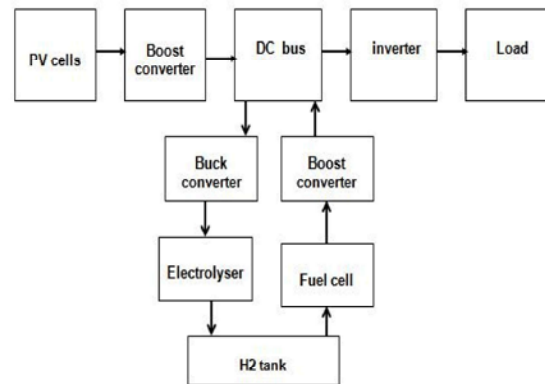 PV cells
Boost
converter
DC bus
inverter
Load
Buck
converter
Boost
converter
Electrolyser
Fuel cell
H2 tank